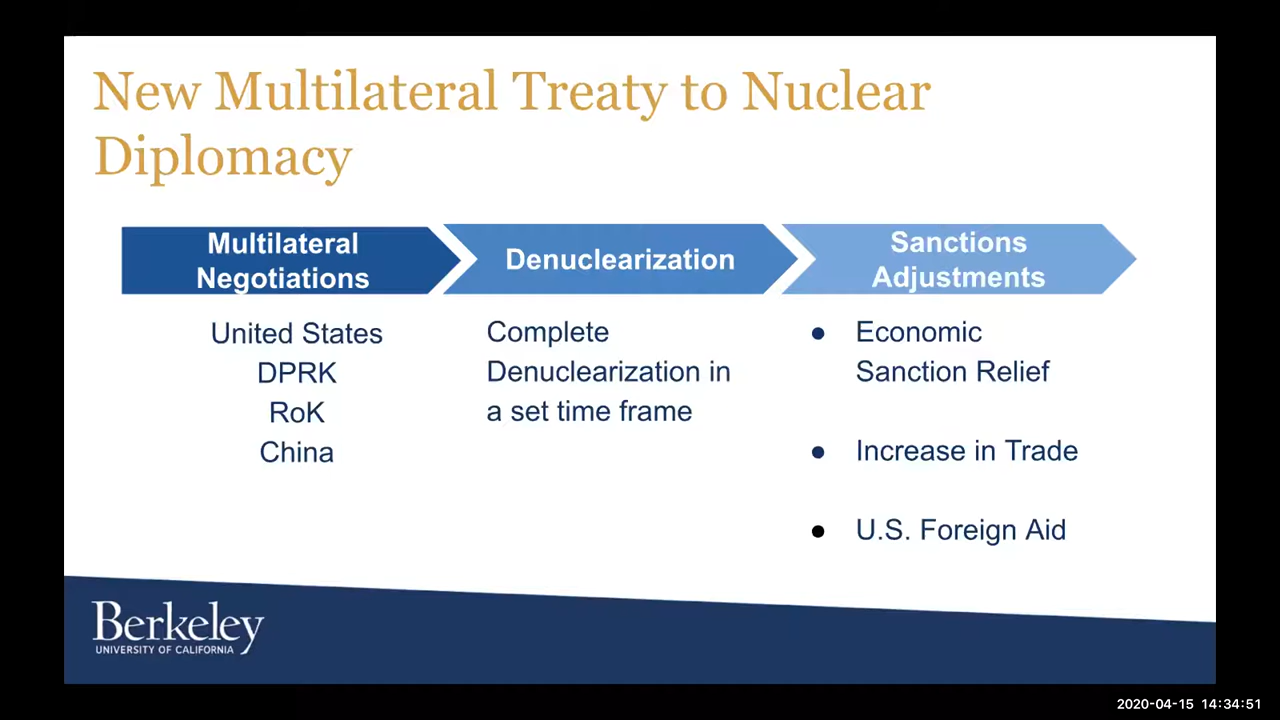 New Multilateral Treaty to Nuclear
Diplomacy
Multilateral
Negotiations
Denuclearization
Sanctions
Adjustments
United States
DPRK
RoK
China
Complete
Denuclearization in
a set time frame
● Economic
Sanction Relief
● Increase in Trade
● U.S. Foreign Aid
Berkeley
UNIVERSITY OF CALIFORNIA
2020-04-15 14:34:51